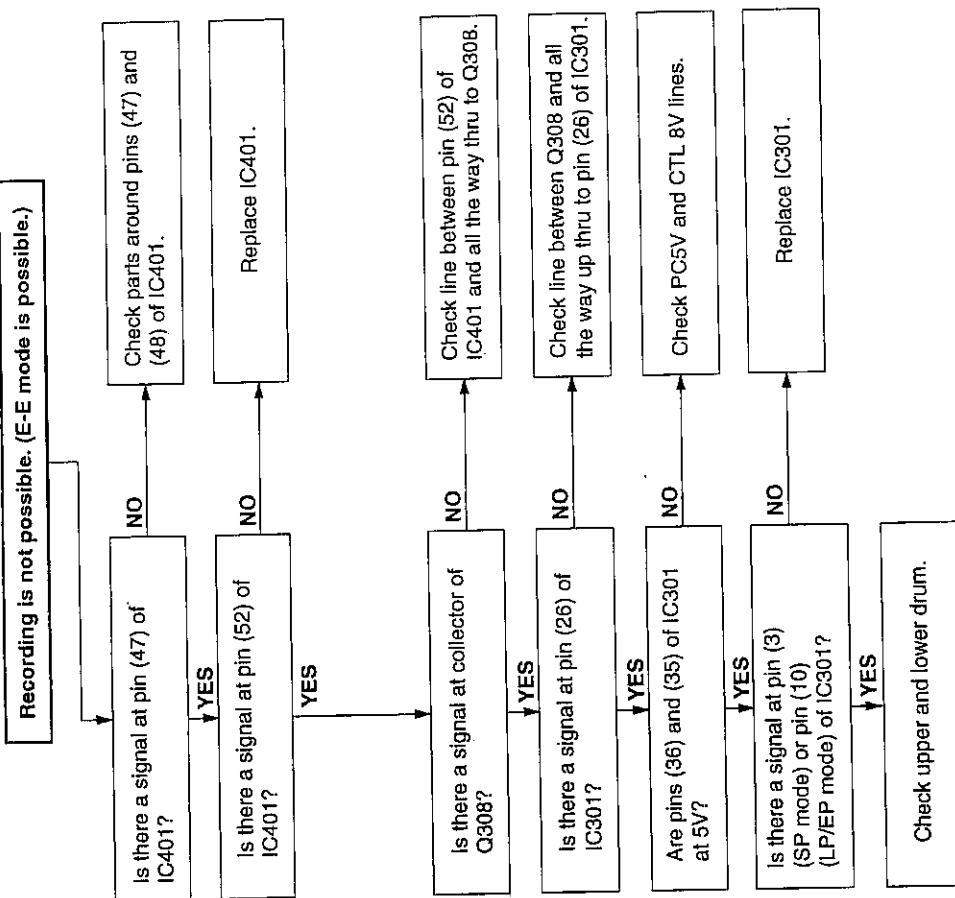 Recording is not possible. (E-E mode is possible.)
Is there a signal at pin (47) of
IC401?
NO
Check parts around pins (47) and
(48) of IC401.
YES
Is there a signal at pin (52) of
IC401?
NO
Replace IC401.
YES
Is there a signal at collector of
Q308?
NO
Check line between pin (52) of
IC401 and all the way thru to Q308.
YES
Is there a signal at pin (26) of
IC301?
NO
Check line between Q308 and all
the way up thru to pin (26) of IC301.
YES
Are pins (36) and (35) of IC301
at 5V?
NO
Check PC5V and CTL 8V lines.
YES
Is there a signal at pin (3)
(SP mode) or pin (10)
(LP/EP mode) of IC301?
NO
Replace IC301.
YES
Check upper and lower drum.